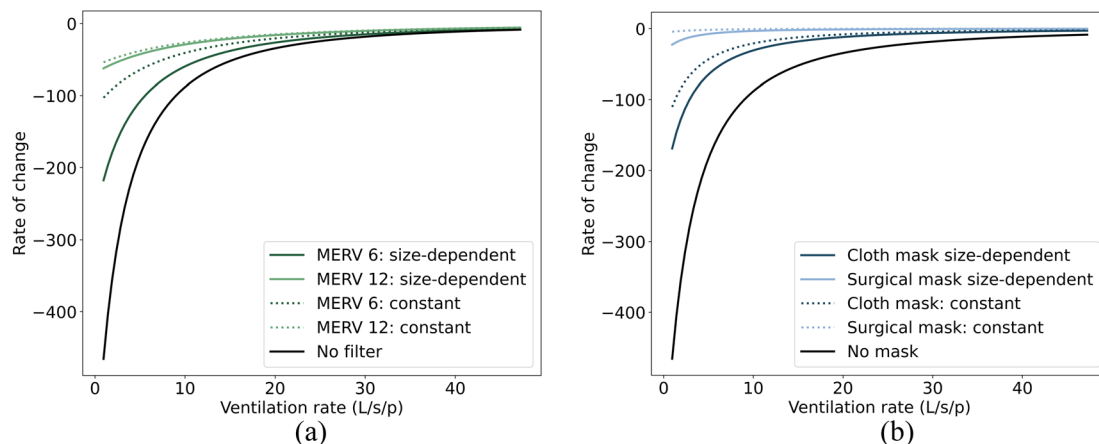 0
−100
−200
−300
−400
Rate of change
MERV 6: size-dependent
MERV 12: size-dependent
MERV 6: constant
MERV 12: constant
No filter
0
10
20
30
40
Ventilation rate (L/s/p)
(a)
0
−100
−200
−300
−400
Rate of change
Cloth mask size-dependent
Surgical mask size-dependent
Cloth mask: constant
Surgical mask: constant
No mask
0
10
20
30
40
Ventilation rate (L/s/p)
(b)